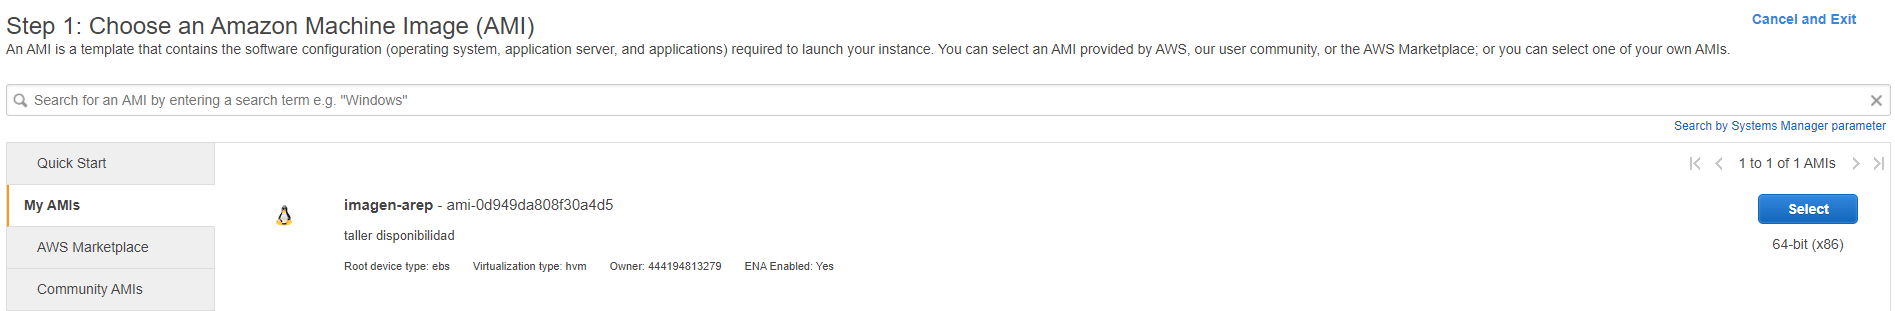 Step 1: Choose an Amazon Machine Image (AMI)
Cancel and Exit
An AMI is a template that contains the software configuration (operating system, application server, and applications) required to launch your instance. You can select an AMI provided by AWS, our user community, or the AWS Marketplace; or you can select one of your own AMIs.
Search for an AMI by entering a search term e.g. "Windows"
Search by Systems Manager parameter
Quick Start
1 to 1 of 1 AMIs
My AMIs
imagen-arep - ami-0d949da808f30a4d5
Select
taller disponibilidad
AWS Marketplace
64-bit (x86)
Root device type: ebs Virtualization type: hvm Owner: 444194813279 ENA Enabled: Yes
Community AMIs